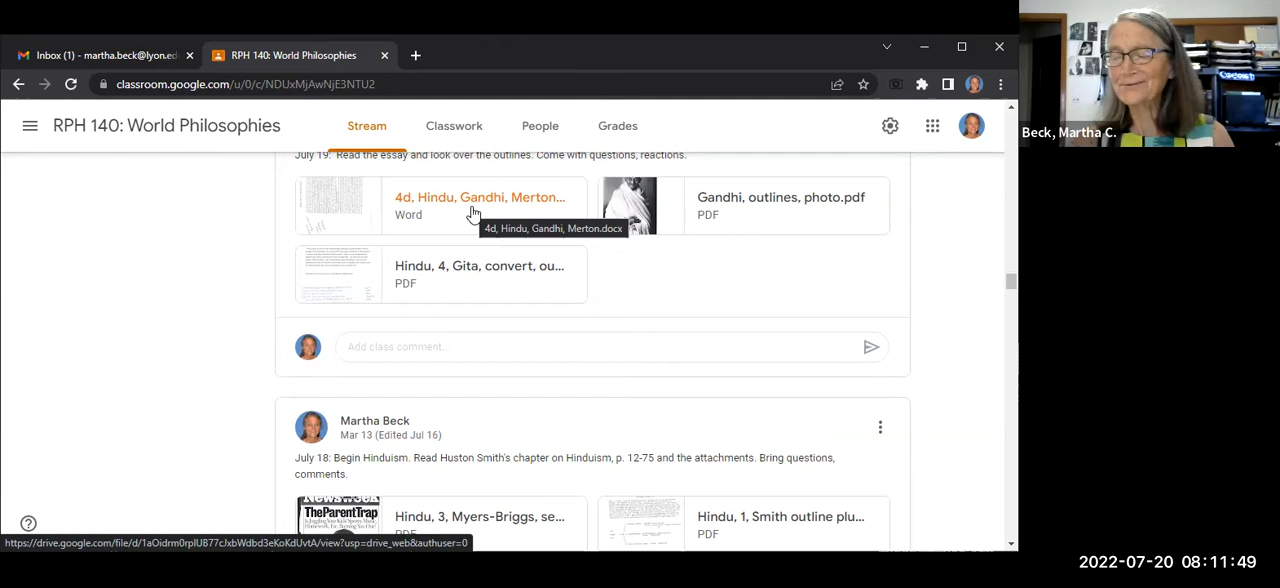 Inbox (1) - martha.beck@lyon.ed
RPH 140: World Philosophies
classroom.google.com/u/0/c/NDUxMjAwNjE3NTU2
RPH 140: World Philosophies
Stream
Classwork
People
Grades
Beck, Martha C.
July 19: Read the essay and look over the outlines. Come with questions, reactions.
4d, Hindu, Gandhi, Merton...
Word
Gandhi, outlines, photo.pdf
PDF
4d, Hindu, Gandhi, Merton.docx
Hindu, 4, Gita, convert, ou...
PDF
Add class comment...
Martha Beck
Mar 13 (Edited Jul 16)
July 18: Begin Hinduism. Read Huston Smith's chapter on Hinduism, p. 12-75 and the attachments. Bring questions,
comments.
Newsweek
The Parent Trap
Hindu, 3, Myers-Briggs, se...
PDF
Hindu, 1, Smith outline plu...
PDF
https://drive.google.com/file/d/1aOidrm0rpIUB77cJxbWdbd3eKoKdUvtA/view?usp=drive_web&authuser=0
2022-07-20 08:11:49